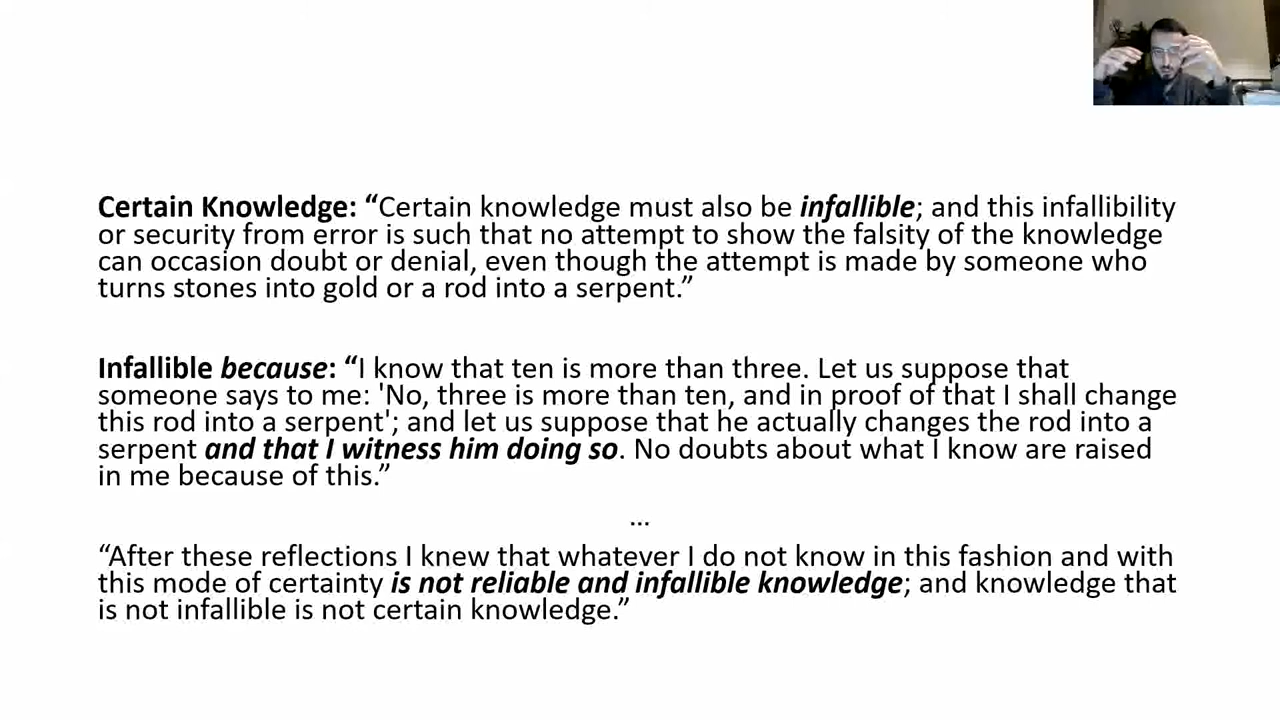 Certain Knowledge: “Certain knowledge must also be infallible; and this infallibility
or security from error is such that no attempt to show the falsity of the knowledge
can occasion doubt or denial, even though the attempt is made by someone who
turns stones into gold or a rod into a serpent.”
Infallible because: “I know that ten is more than three. Let us suppose that
someone says to me: 'No, three is more than ten, and in proof of that I shall change
this rod into a serpent'; and let us suppose that he actually changes the rod into a
serpent and that I witness him doing so. No doubts about what I know are raised
in me because of this.”
...
“After these reflections I knew that whatever I do not know in this fashion and with
this mode of certainty is not reliable and infallible knowledge; and knowledge that
is not infallible is not certain knowledge.”